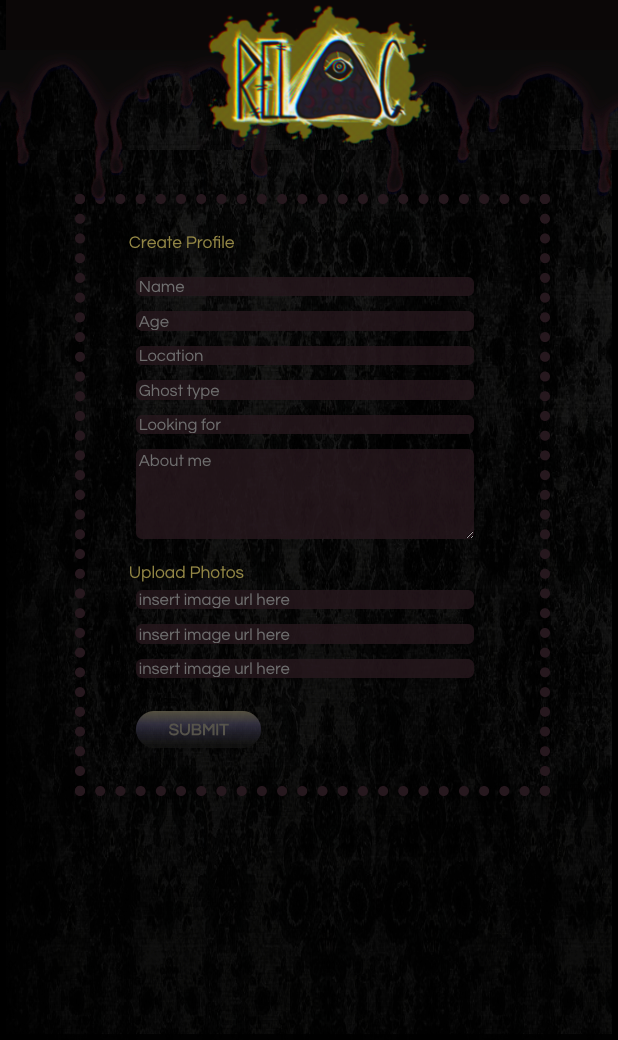 Create Profile
Name
Age
Location
Ghost type
Looking for
About me
Upload Photos
insert image url here
insert image url here
insert image url here
SUBMIT